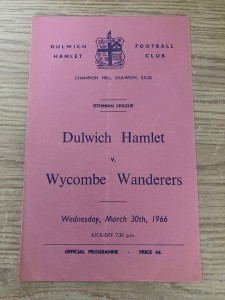 DULWICH FOOTBALL
HAMLET CLUB
CHAMPION HILL, DULWICH, S.E.22
ISTHMIAN LEAGUE
Dulwich Hamlet
v.
Wycombe Wanderers
Wednesday, March 30th, 1966
KICK-OFF 7.30 p.m.
OFFICIAL PROGRAMME - PRICE 4d.